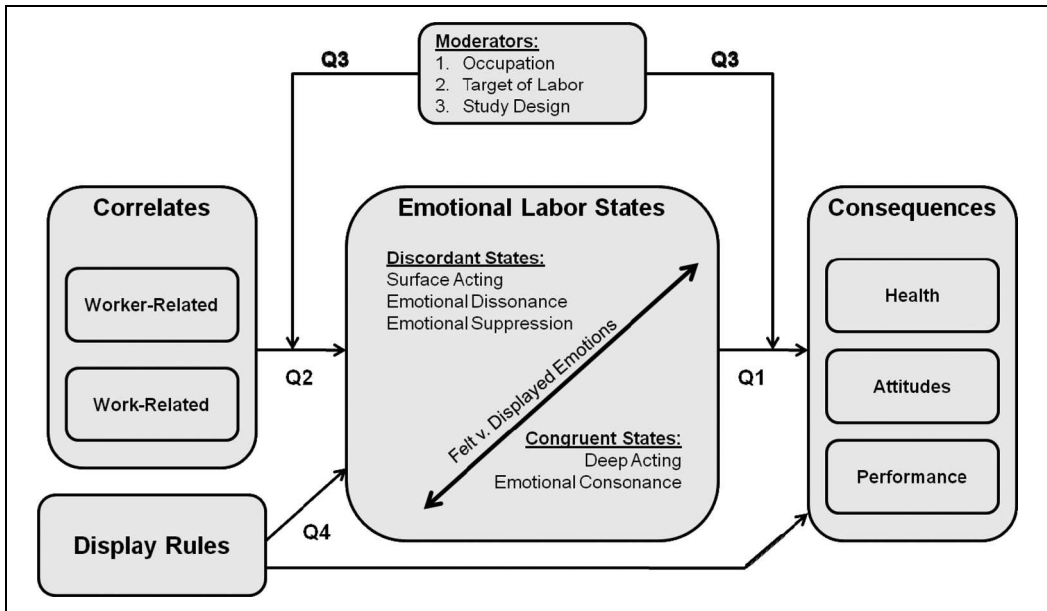 Moderators:
1. Occupation
2. Target of Labor
3. Study Design
Q3
Q3
Correlates
Worker-Related
Work-Related
Q2
Emotional Labor States
Discordant States:
Surface Acting
Emotional Dissonance
Emotional Suppression
Felt v. Displayed Emotions
Congruent States:
Deep Acting
Emotional Consonance
Q1
Consequences
Health
Attitudes
Performance
Display Rules
Q4